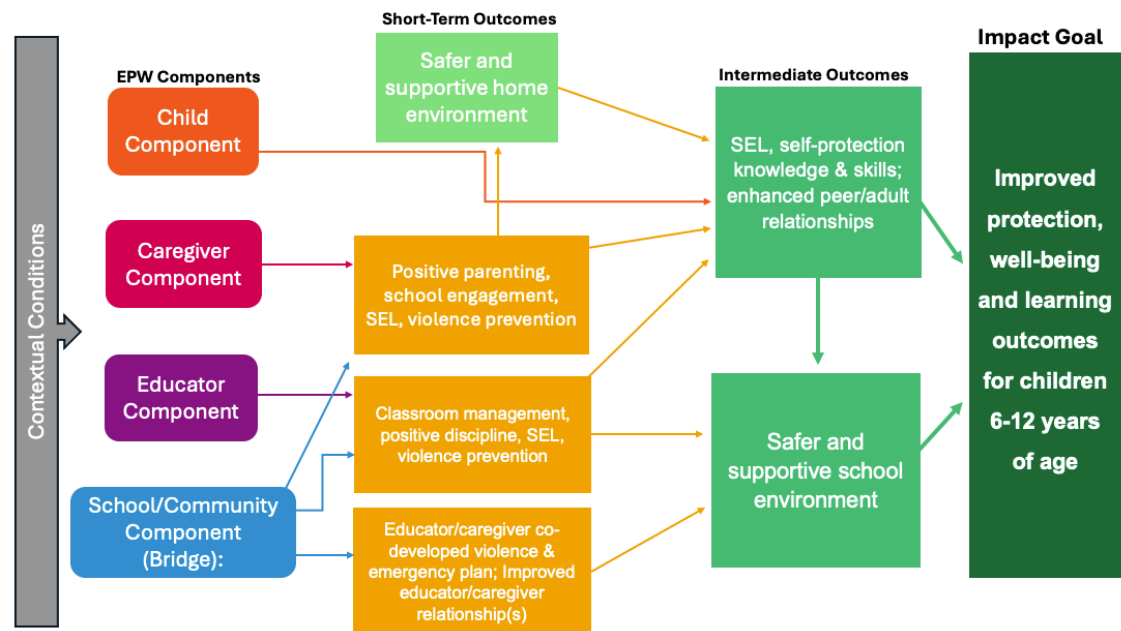 Contextual Conditions
EPW Components
Child
Component
Caregiver
Component
Educator
Component
School/Community
Component
(Bridge):
Short-Term Outcomes
Safer and
supportive home
environment
Positive parenting,
school engagement,
SEL, violence prevention
Classroom management,
positive discipline, SEL,
violence prevention
Educator/caregiver co-
developed violence &
emergency plan; Improved
educator/caregiver
relationship(s)
Intermediate Outcomes
SEL, self-protection
knowledge & skills;
enhanced peer/adult
relationships
Safer and
supportive school
environment
Impact Goal
Improved
protection,
well-being
and learning
outcomes
for children
6-12 years
of age